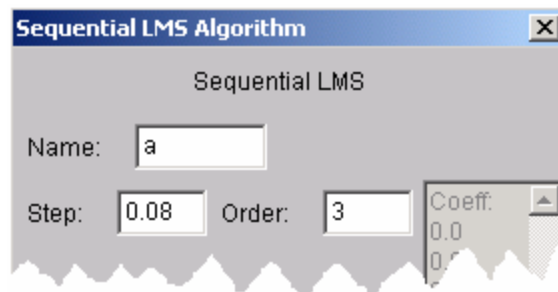 Sequential LMS Algorithm
Sequential LMS
Name: a
Step: 0.08 Order: 3
Coeff:
0.0